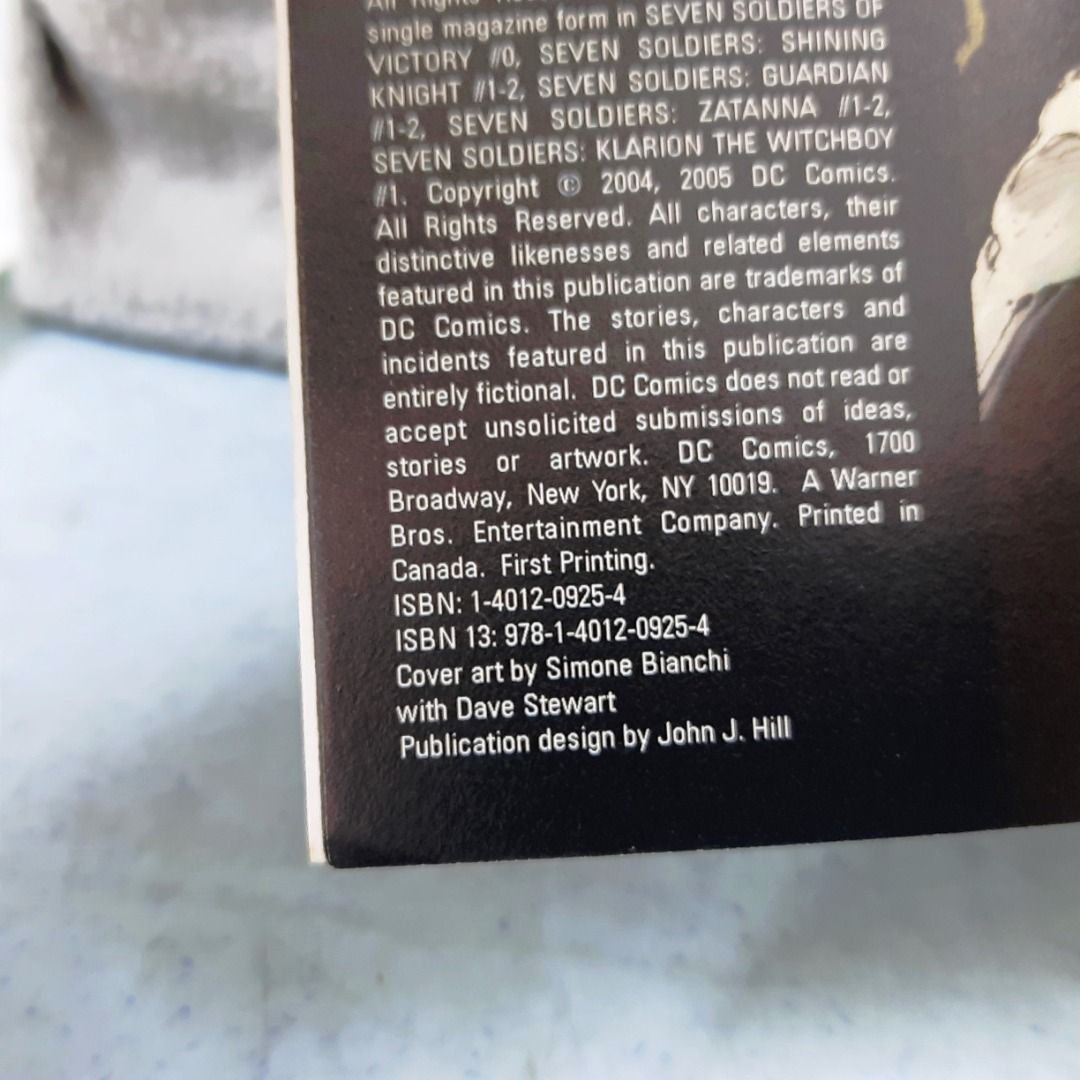 All Rights
single magazine form in SEVEN SOLDIERS OF
VICTORY #0, SEVEN SOLDIERS: SHINING
KNIGHT #1-2, SEVEN SOLDIERS: GUARDIAN
#1-2, SEVEN SOLDIERS: ZATANNA #1-2,
SEVEN SOLDIERS: KLARION THE WITCHBOY
#1. Copyright © 2004, 2005 DC Comics.
All Rights Reserved. All characters, their
distinctive likenesses and related elements
featured in this publication are trademarks of
DC Comics. The stories, characters and
incidents featured in this publication are
entirely fictional. DC Comics does not read or
accept unsolicited submissions of ideas,
stories or artwork. DC Comics, 1700
Broadway, New York, NY 10019. A Warner
Bros. Entertainment Company. Printed in
Canada. First Printing.
ISBN: 1-4012-0925-4
ISBN 13: 978-1-4012-0925-4
Cover art by Simone Bianchi
with Dave Stewart
Publication design by John J. Hill